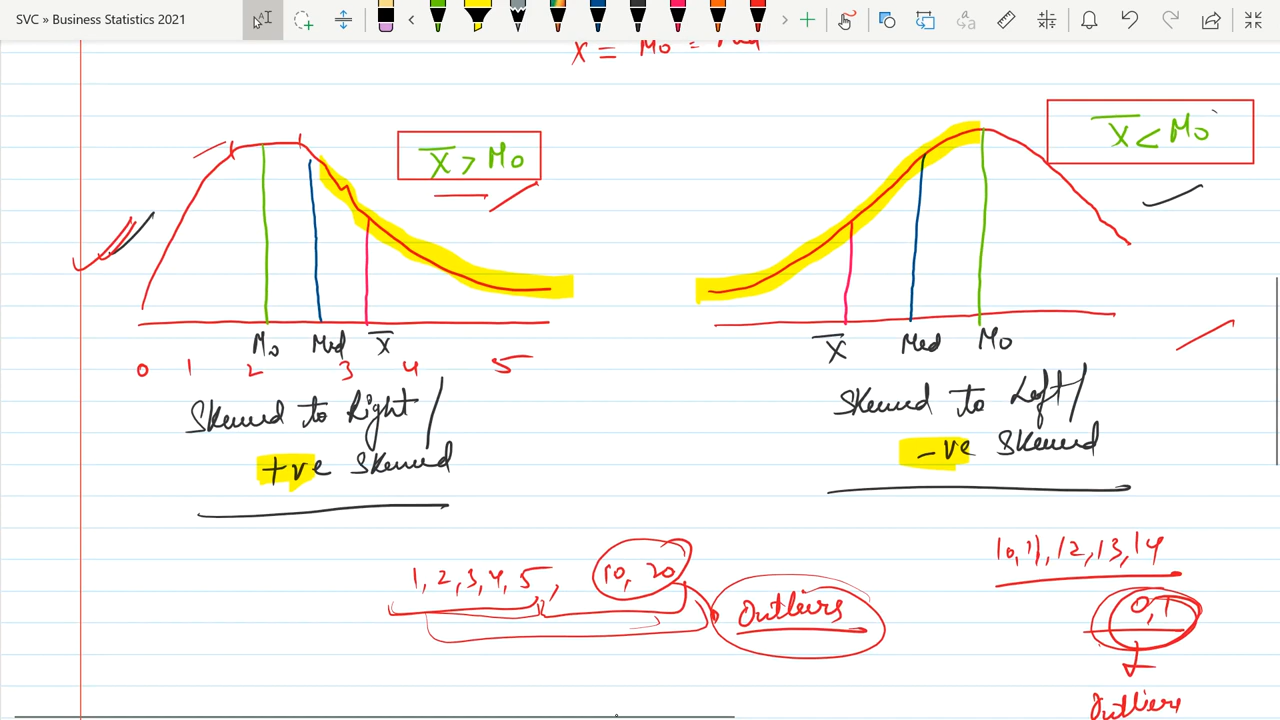 SVC » Business Statistics 2021
X = Mo = Med
X̅ > Mo
X̅ < Mo
Mo Med X̅
0 1 2 3 4 5
Skewed to Right/
+ve Skewed
X̅ Med Mo
Skewed to Left/
-ve Skewed
1, 2, 3, 4, 5, 10, 20
Outliers
10, 11, 12, 13, 14
0, 1
Outliers